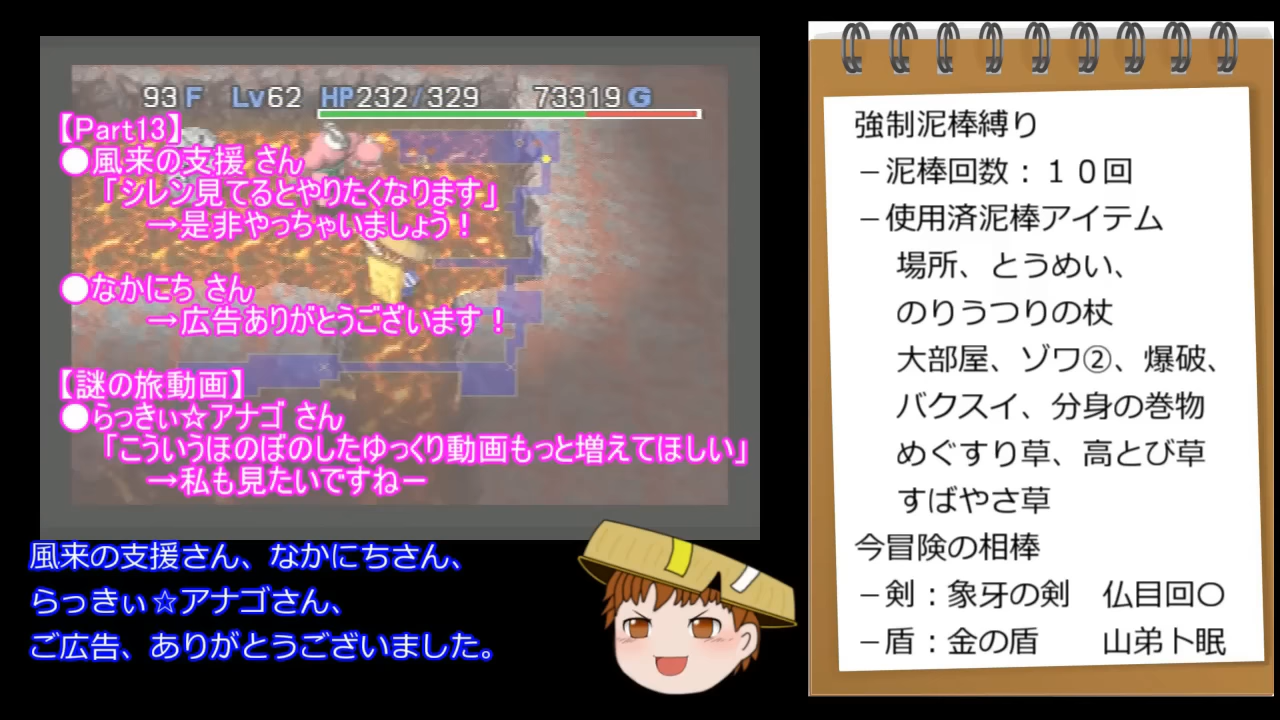 93F Lv62 HP232/329 73319G
【Part13】
●風来の支援 さん
「シレン見てるとやりたくなります」
→是非やっちゃいましょう！
●なかにち さん
→広告ありがとうございます！
【謎の旅動画】
●らっきぃ☆アナゴ さん
「こういうほのぼのしたゆっくり動画もっと増えてほしい」
→私も見たいですねー
風来の支援さん、なかにちさん、
らっきぃ☆アナゴさん、
ご広告、ありがとうございました。
強制泥棒縛り
－泥棒回数：１０回
－使用済泥棒アイテム
場所、とうめい、
のりうつりの杖
大部屋、ゾワ②、爆破、
バクスイ、分身の巻物
めぐすり草、高とび草
すばやさ草
今冒険の相棒
－剣：象牙の剣　仏目回〇
－盾：金の盾　　山弟卜眠